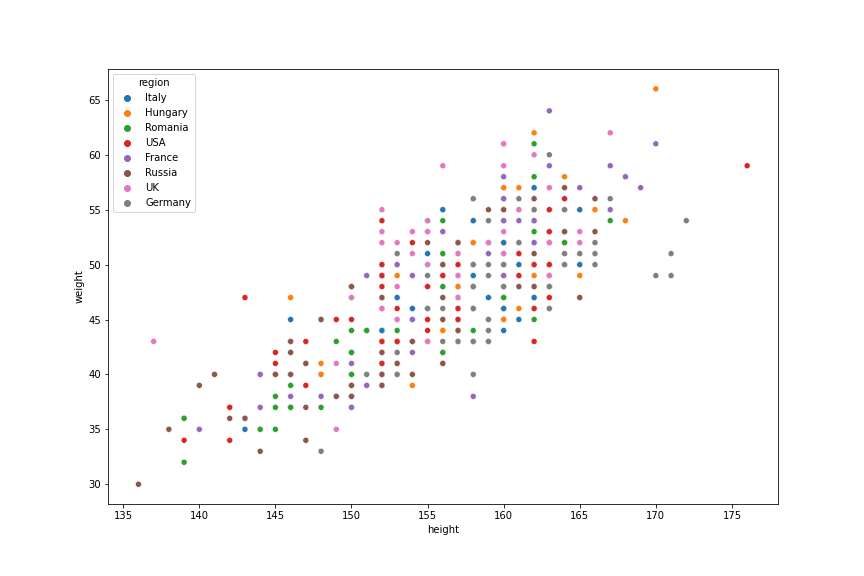 region
Italy
Hungary
Romania
USA
France
Russia
UK
Germany
65
60
55
50
45
40
35
30
weight
135 140 145 150 155 160 165 170 175
height